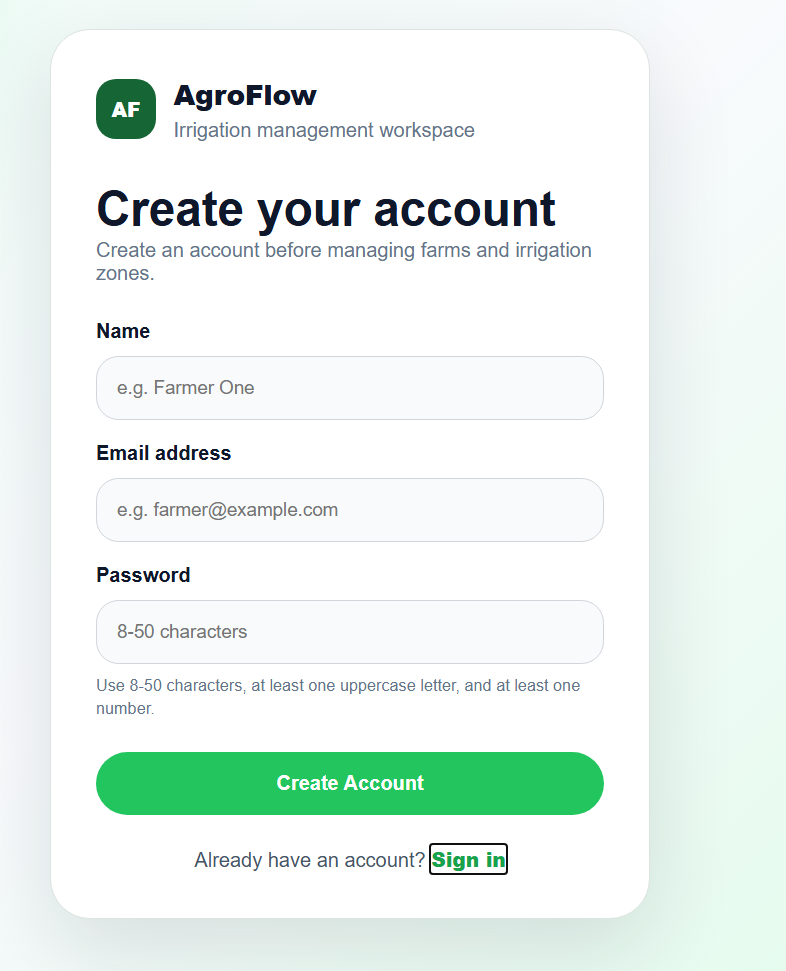 AF
AgroFlow
Irrigation management workspace
Create your account
Create an account before managing farms and irrigation
zones.
Name
e.g. Farmer One
Email address
e.g. farmer@example.com
Password
8-50 characters
Use 8-50 characters, at least one uppercase letter, and at least one
number.
Create Account
Already have an account? Sign in